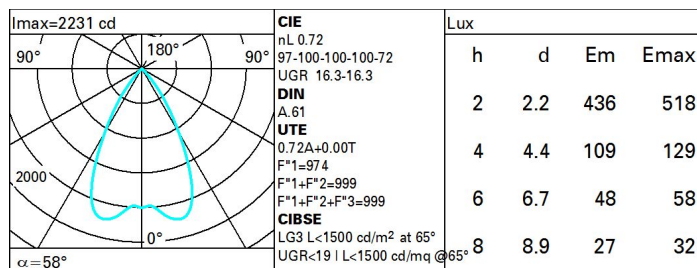 Imax=2231 cd
90°
180°
90°
2000
0°
α=58°
CIE
nL 0.72
97-100-100-100-72
UGR 16.3-16.3
DIN
A.61
UTE
0.72A+0.00T
F"1=974
F"1+F"2=999
F"1+F"2+F"3=999
CIBSE
LG3 L<1500 cd/m² at 65°
UGR<19 | L<1500 cd/mq @65°
Lux
h d Em Emax
2 2.2 436 518
4 4.4 109 129
6 6.7 48 58
8 8.9 27 32